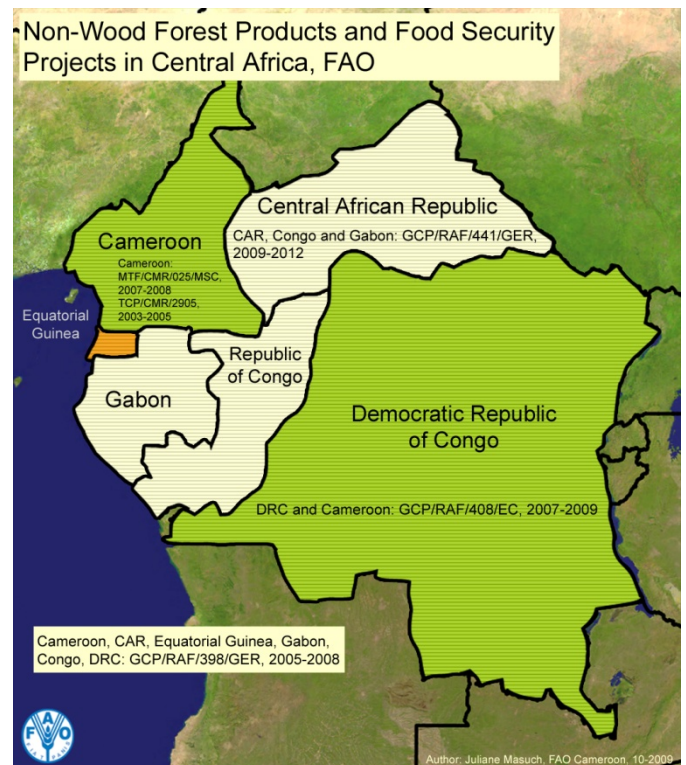 Non-Wood Forest Products and Food Security
Projects in Central Africa, FAO
Central African Republic
CAR, Congo and Gabon: GCP/RAF/441/GER,
2009-2012
Cameroon
Cameroon:
MTF/CMR/025/MSC,
2007-2008
TCP/CMR/2905,
2003-2005
Equatorial
Guinea
Republic
of Congo
Gabon
Democratic Republic
of Congo
DRC and Cameroon: GCP/RAF/408/EC, 2007-2009
Cameroon, CAR, Equatorial Guinea, Gabon,
Congo, DRC: GCP/RAF/398/GER, 2005-2008
FAO
Author: Juliane Masuch, FAO Cameroon, 10-2009